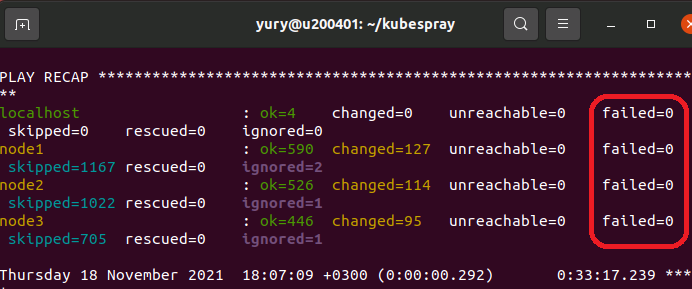 yury@u200401: ~/kubespray
PLAY RECAP *********************************************************************
**
localhost : ok=4 changed=0 unreachable=0 failed=0
skipped=0 rescued=0 ignored=0
node1 : ok=590 changed=127 unreachable=0 failed=0
skipped=1167 rescued=0 ignored=2
node2 : ok=526 changed=114 unreachable=0 failed=0
skipped=1022 rescued=0 ignored=1
node3 : ok=446 changed=95 unreachable=0 failed=0
skipped=705 rescued=0 ignored=1
Thursday 18 November 2021 18:07:09 +0300 (0:00:00.292) 0:33:17.239 ***